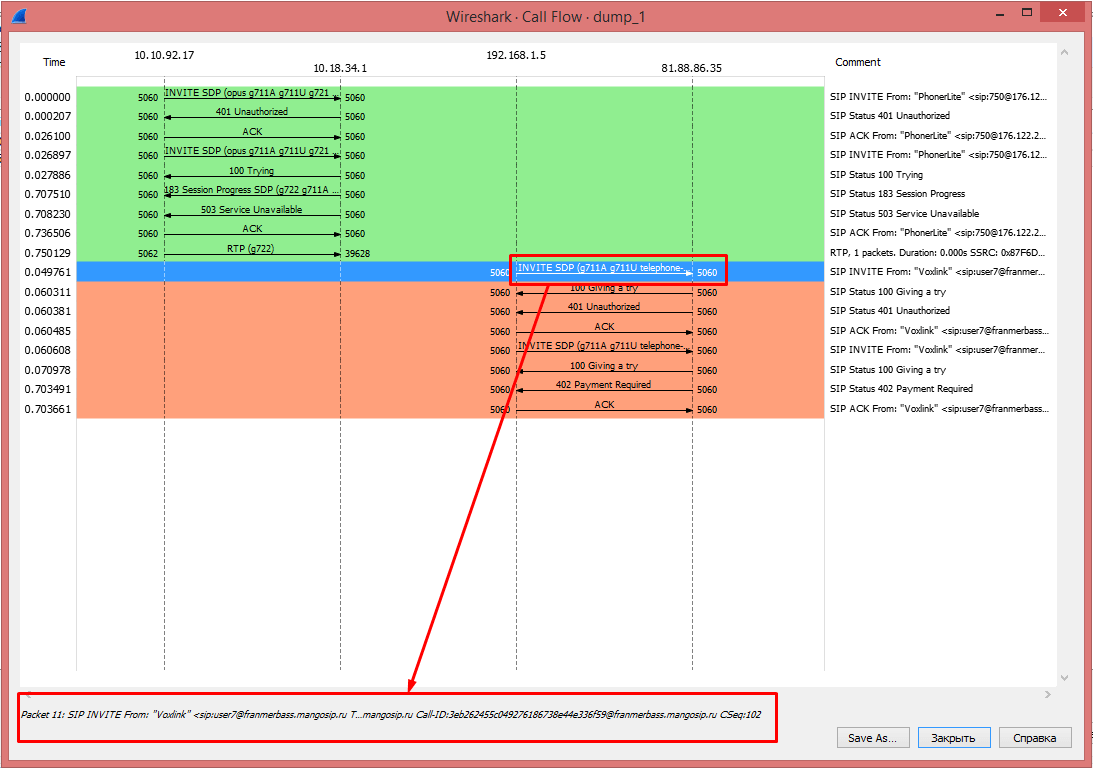 Wireshark · Call Flow · dump_1
Time 10.10.92.17 10.18.34.1 192.168.1.5 81.88.86.35 Comment
0.000000 5060 INVITE SDP (opus g711A g711U g721 ... 5060 SIP INVITE From: "PhonerLite" <sip:750@176.12...
0.000207 5060 401 Unauthorized 5060 SIP Status 401 Unauthorized
0.026100 5060 ACK 5060 SIP ACK From: "PhonerLite" <sip:750@176.122.2...
0.026897 5060 INVITE SDP (opus g711A g711U g721 ... 5060 SIP INVITE From: "PhonerLite" <sip:750@176.12...
0.027886 5060 100 Trying 5060 SIP Status 100 Trying
0.707510 5060 183 Session Progress SDP (g722 g711A ... 5060 SIP Status 183 Session Progress
0.708230 5060 503 Service Unavailable 5060 SIP Status 503 Service Unavailable
0.736506 5060 ACK 5060 SIP ACK From: "PhonerLite" <sip:750@176.122.2...
0.750129 5062 RTP (g722) 39628 RTP, 1 packets. Duration: 0.000s SSRC: 0x87F6D...
0.049761 5060 INVITE SDP (g711A g711U telephone-... 5060 SIP INVITE From: "Voxlink" <sip:user7@franmer...
0.060311 5060 100 Giving a try 5060 SIP Status 100 Giving a try
0.060381 5060 401 Unauthorized 5060 SIP Status 401 Unauthorized
0.060485 5060 ACK 5060 SIP ACK From: "Voxlink" <sip:user7@franmerbass...
0.060608 5060 INVITE SDP (g711A g711U telephone-... 5060 SIP INVITE From: "Voxlink" <sip:user7@franmer...
0.070978 5060 100 Giving a try 5060 SIP Status 100 Giving a try
0.703491 5060 402 Payment Required 5060 SIP Status 402 Payment Required
0.703661 5060 ACK 5060 SIP ACK From: "Voxlink" <sip:user7@franmerbass...
Packet 11: SIP INVITE From: "Voxlink" <sip:user7@franmerbass.mangosip.ru T...mangosip.ru Call-ID:3eb262455c049276186738e44e336f59@franmerbass.mangosip.ru CSeq:102
Save As... Закрыть Справка